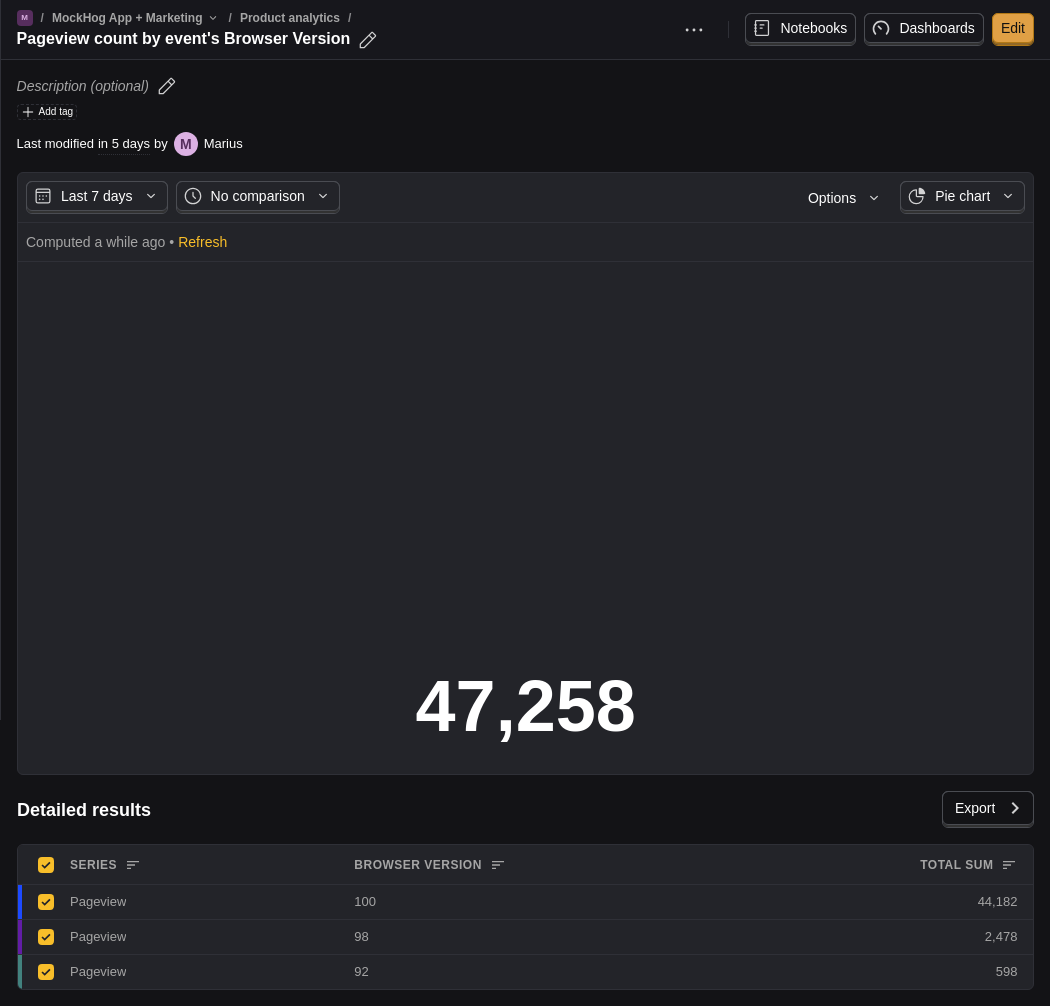 M / MockHog App + Marketing / Product analytics /
Pageview count by event's Browser Version
Notebooks
Dashboards
Edit
Description (optional)
Add tag
Last modified in 5 days by M Marius
Last 7 days
No comparison
Options
Pie chart
Computed a while ago • Refresh
47,258
Detailed results
Export
SERIES BROWSER VERSION TOTAL SUM
Pageview 100 44,182
Pageview 98 2,478
Pageview 92 598